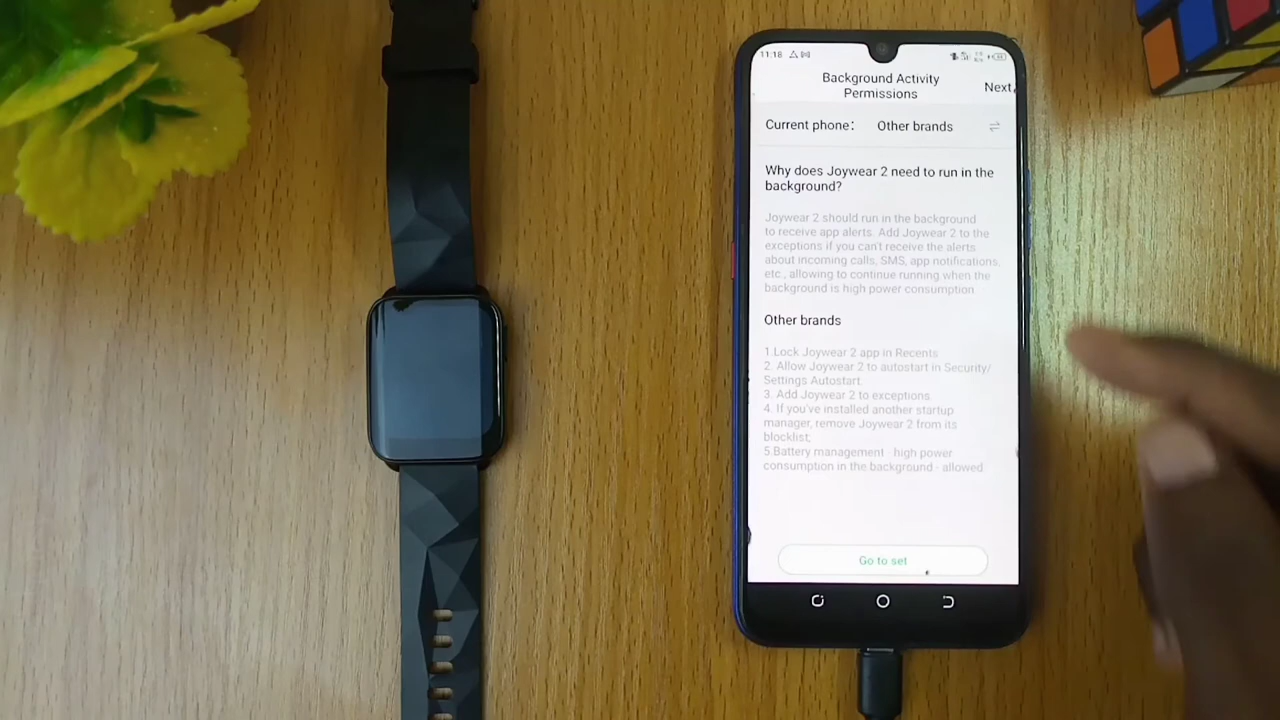 11:18
Background Activity
Permissions
Next
Current phone: Other brands
Why does Joywear 2 need to run in the
background?
Joywear 2 should run in the background
to receive app alerts. Add Joywear 2 to the
exceptions if you can't receive the alerts
about incoming calls, SMS, app notifications,
etc., allowing to continue running when the
background is high power consumption.
Other brands
1.Lock Joywear 2 app in Recents
2. Allow Joywear 2 to autostart in Security/
Settings Autostart.
3. Add Joywear 2 to exceptions.
4. If you've installed another startup
manager, remove Joywear 2 from its
blocklist;
5.Battery management - high power
consumption in the background - allowed
Go to set